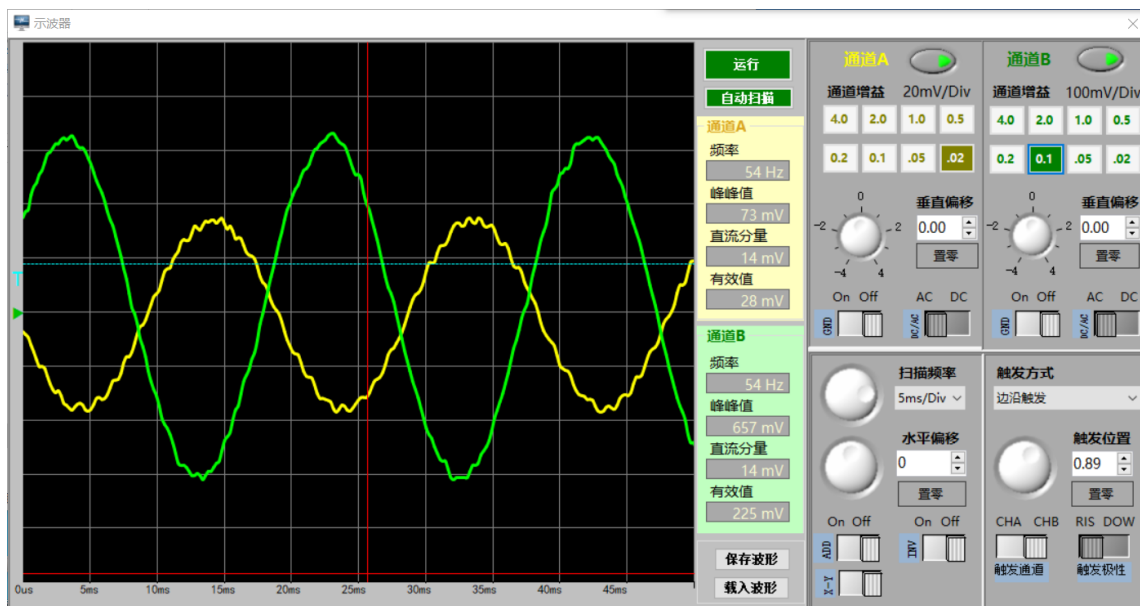 示波器
运行
自动扫描
通道A
频率
54 Hz
峰峰值
73 mV
直流分量
14 mV
有效值
28 mV
通道B
频率
54 Hz
峰峰值
657 mV
直流分量
14 mV
有效值
225 mV
保存波形
载入波形
T
0us 5ms 10ms 15ms 20ms 25ms 30ms 35ms 40ms 45ms
通道A
通道增益 20mV/Div
4.0 2.0 1.0 0.5
0.2 0.1 .05 .02
0
-2 2
-4 4
垂直偏移
0.00
置零
On Off AC DC
GND DC/AC
通道B
通道增益 100mV/Div
4.0 2.0 1.0 0.5
0.2 0.1 .05 .02
0
-2 2
-4 4
垂直偏移
0.00
置零
On Off AC DC
GND DC/AC
扫描频率
5ms/Div
水平偏移
0
置零
On Off On Off
ADD INV
X-Y
触发方式
边沿触发
触发位置
0.89
置零
CHA CHB RIS DOW
触发通道 触发极性